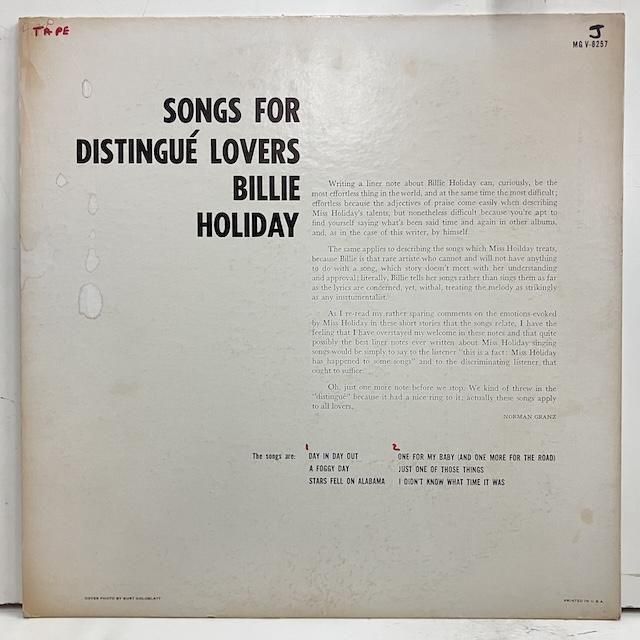 TAPE
J
MG V-8257
SONGS FOR
DISTINGUÉ LOVERS
BILLIE
HOLIDAY
Writing a liner note about Billie Holiday can, curiously, be the
most effortless thing in the world, and at the same time the most difficult;
effortless because the adjectives of praise come easily when describing
Miss Holiday's talents, but nonetheless difficult because you're apt to
find yourself saying what's been said time and again in other albums,
and, as in the case of this writer, by himself.
The same applies to describing the songs which Miss Holiday treats,
because Billie is that rare artiste who cannot and will not have anything
to do with a song, which story doesn't meet with her understanding
and approval; literally, Billie tells her songs rather than sings them as far
as the lyrics are concerned, yet, withal, treating the melody as strikingly
as any instrumentalist.
As I re-read my rather sparing comments on the emotions evoked
by Miss Holiday in these short stories that the songs relate, I have the
feeling that I have overstayed my welcome in these notes and that quite
possibly the best liner notes ever written about Miss Holiday singing
songs would be simply to say to the listener "this is a fact: Miss Holiday
has happened to some songs" and to the discriminating listener that
ought to suffice.
Oh, just one more note before we stop. We kind of threw in the
"distingué" because it had a nice ring to it; actually these songs apply
to all lovers.
NORMAN GRANZ
1 2
The songs are: DAY IN DAY OUT ONE FOR MY BABY (AND ONE MORE FOR THE ROAD)
A FOGGY DAY JUST ONE OF THOSE THINGS
STARS FELL ON ALABAMA I DIDN'T KNOW WHAT TIME IT WAS
COVER PHOTO BY BURT GOLDBLATT
PRINTED IN U.S.A.